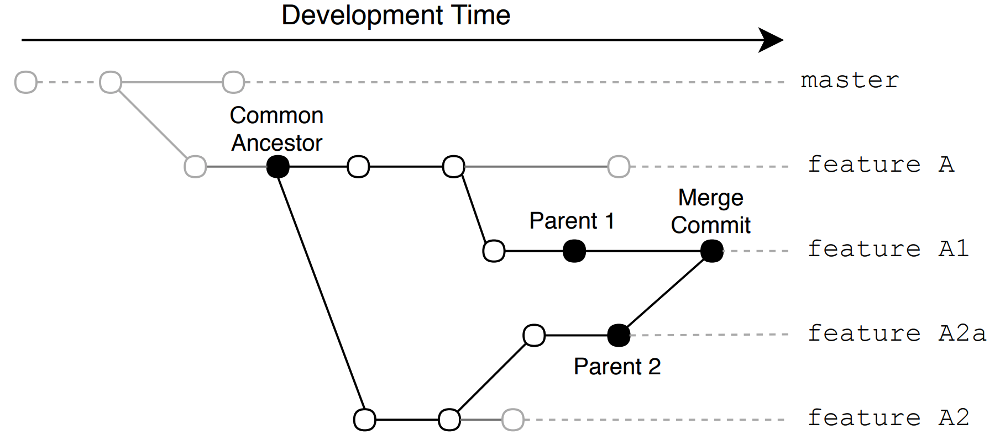 Development Time
master
Common
Ancestor
feature A
Merge
Commit
Parent 1
feature A1
feature A2a
Parent 2
feature A2